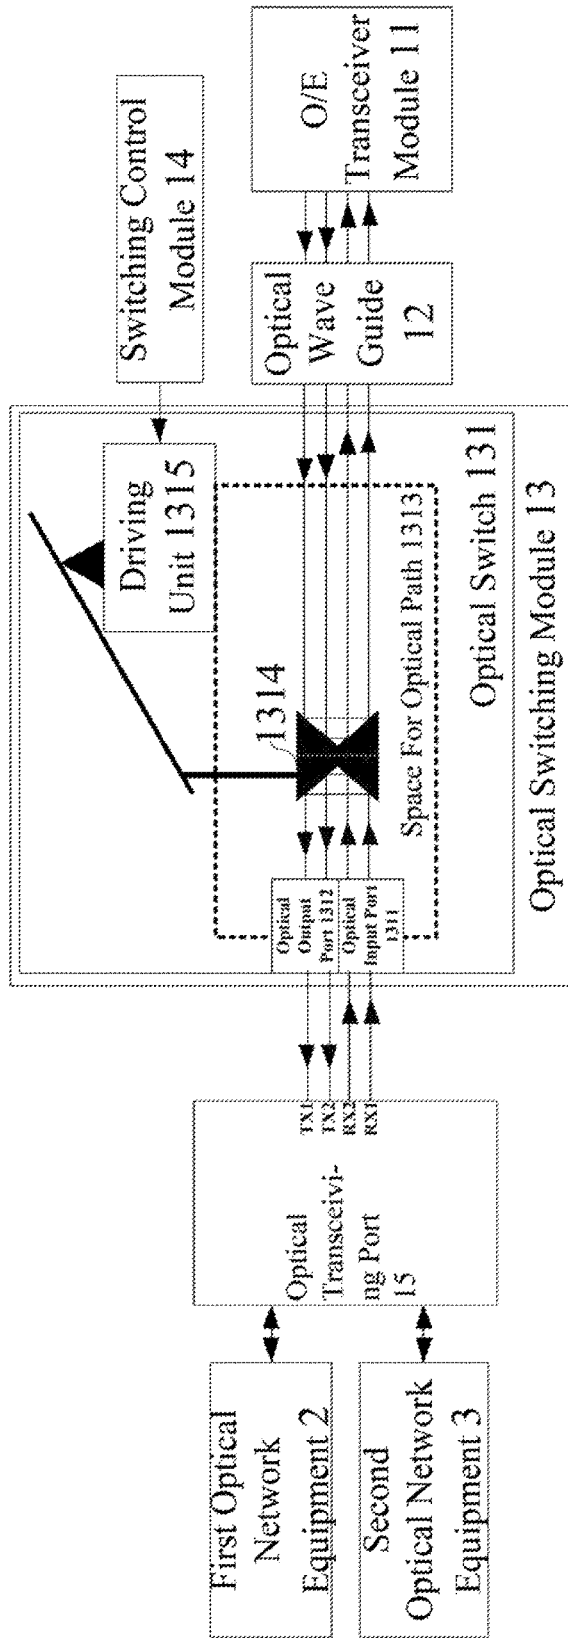 First Optical
Network
Equipment 2
Second
Optical Network
Equipment 3
Optical
Transceivi-
ng Port
15
TX1
TX2
RX2
RX1
Optical
Output
Port 1312
Optical
Input Port
1311
1314
Space For Optical Path 1313
Driving
Unit 1315
Optical Switch 131
Optical Switching Module 13
Switching Control
Module 14
Optical
Wave
Guide
12
O/E
Transceiver
Module 11